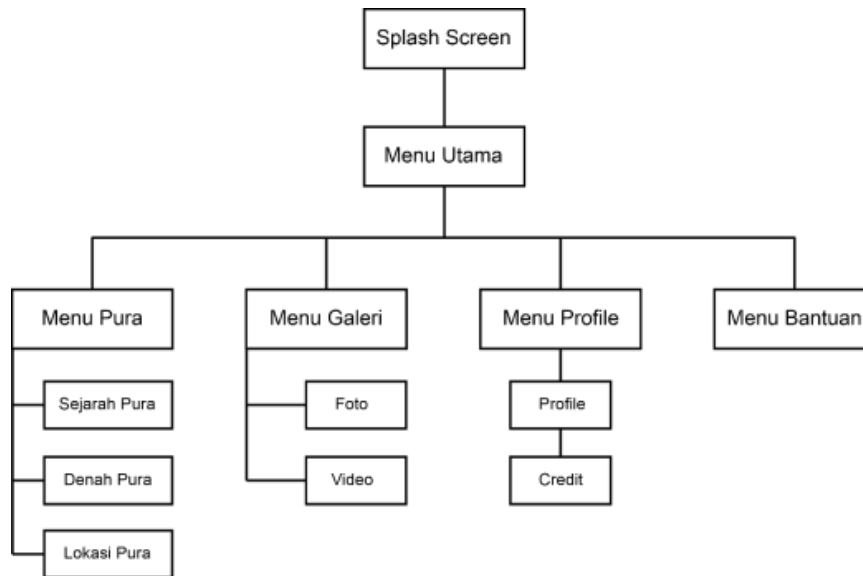 Splash Screen
Menu Utama
Menu Pura
Menu Galeri
Menu Profile
Menu Bantuan
Sejarah Pura
Foto
Profile
Denah Pura
Video
Credit
Lokasi Pura